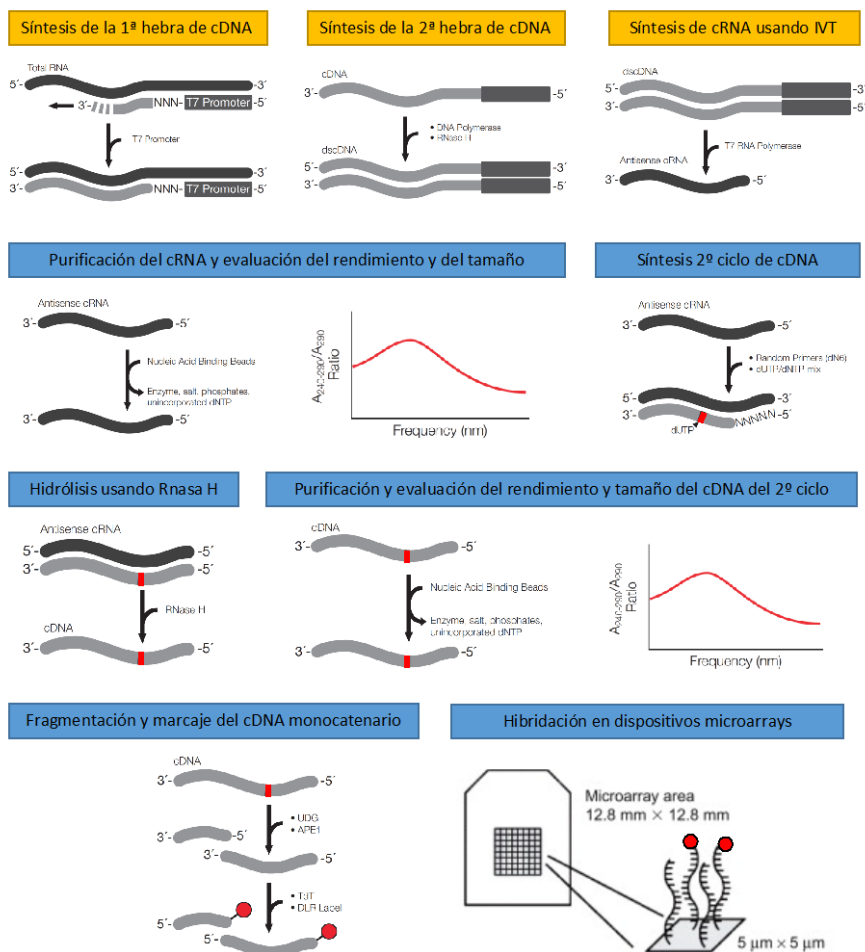 Síntesis de la 1ª hebra de cDNA
Total RNA
5´- -3´
3´- NNN- T7 Promoter -5´
T7 Promoter
5´- -3´
3´- NNN- T7 Promoter -5´
Síntesis de la 2ª hebra de cDNA
cDNA
3´- -5´
• DNA Polymerase
• RNase H
dscDNA
5´- -3´
3´- -5´
Síntesis de cRNA usando IVT
dscDNA
5´- -3´
3´- -5´
T7 RNA Polymerase
Antisense cRNA
3´- -5´
Purificación del cRNA y evaluación del rendimiento y del tamaño
Antisense cRNA
3´- -5´
Nucleic Acid Binding Beads
Enzyme, salt, phosphates,
unincorporated dNTP
3´- -5´
A240-290/A290
Ratio
Frequency (nm)
Síntesis 2º ciclo de cDNA
Antisense cRNA
3´- -5´
• Random Primers (dN6)
• dUTP/dNTP mix
5´- -3´
3´- NNNNN -5´
dUTP
Hidrólisis usando Rnasa H
Antisense cRNA
5´- -5´
3´- -5´
RNase H
cDNA
3´- -5´
Purificación y evaluación del rendimiento y tamaño del cDNA del 2º ciclo
cDNA
3´- -5´
Nucleic Acid Binding Beads
Enzyme, salt, phosphates,
unincorporated dNTP
3´- -5´
A240-290/A290
Ratio
Frequency (nm)
Fragmentación y marcaje del cDNA monocatenario
cDNA
3´- -5´
• UDG
• APE1
3´- -5´
3´- -5´
• TdT
• DLR Label
5´-
5´-
Hibridación en dispositivos microarrays
Microarray area
12.8 mm × 12.8 mm
5 µm × 5 µm